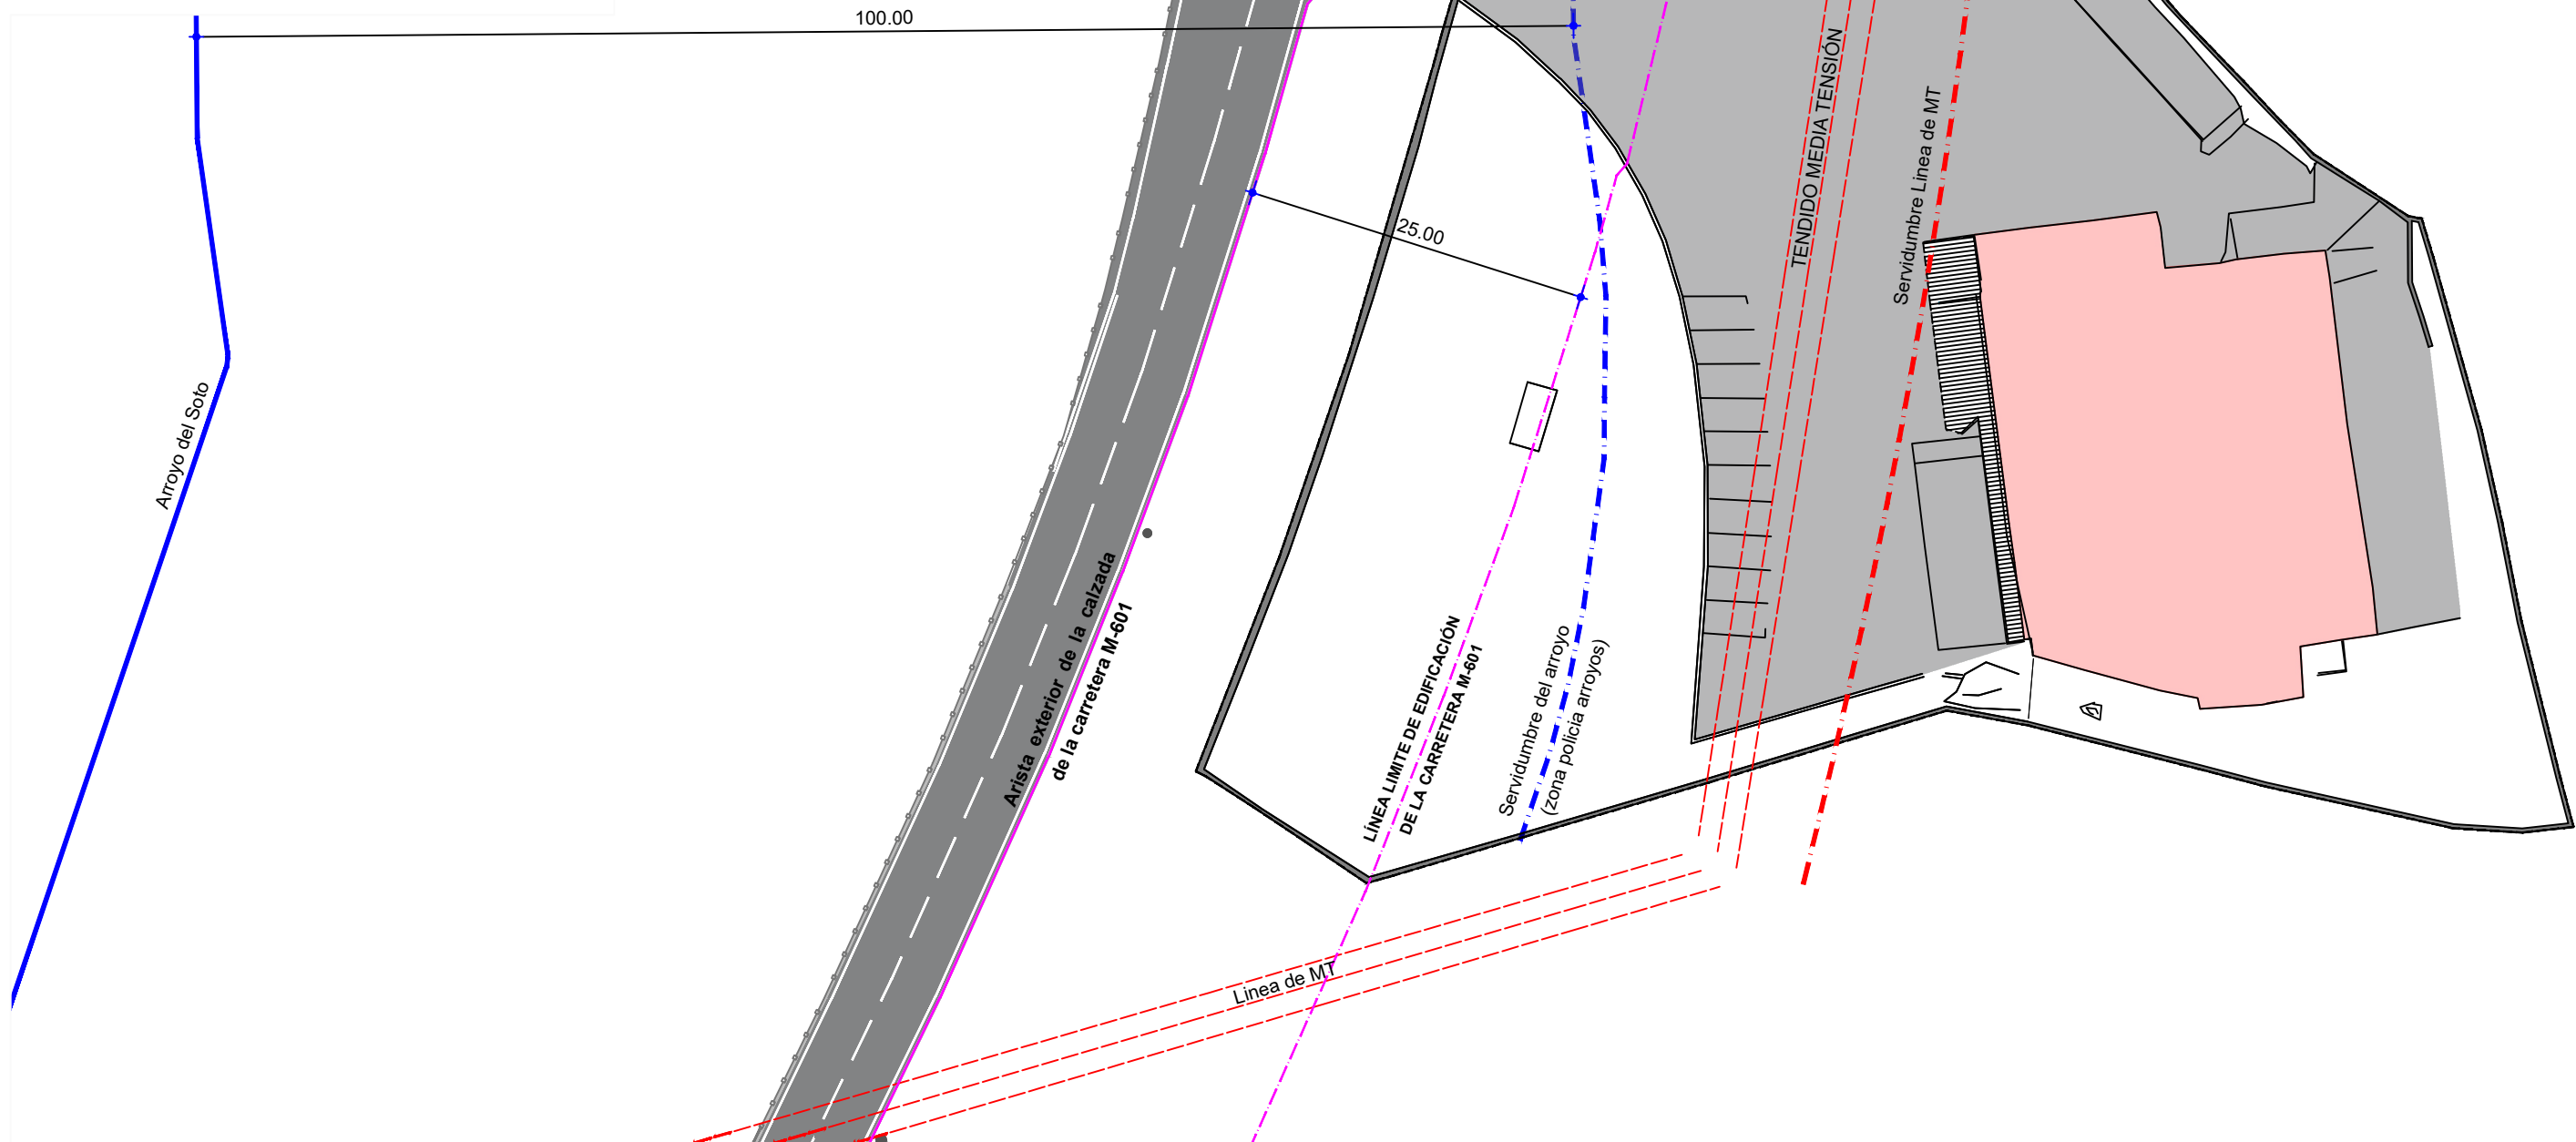 100.00
TENDIDO MEDIA TENSIÓN
Servidumbre Linea de MT
25.00
Arroyo del Soto
Arista exterior de la calzada
de la carretera M-601
LÍNEA LIMITE DE EDIFICACIÓN
DE LA CARRETERA M-601
Servidumbre del arroyo
(zona policia arroyos)
Linea de MT